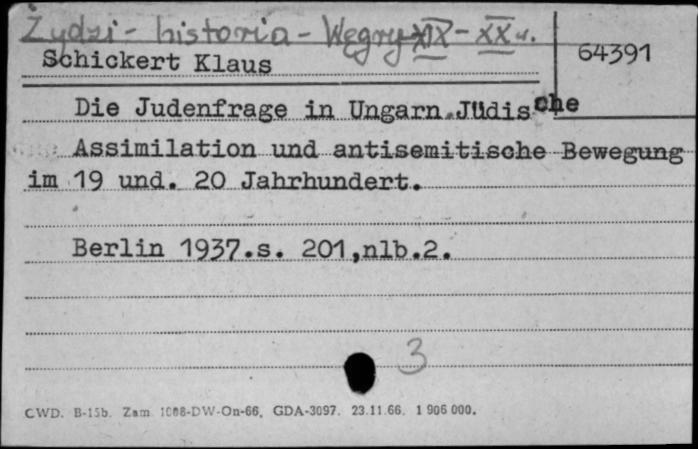 Żydzi - historia - Węgry XIX - XX w.
64391
Schickert Klaus
Die Judenfrage in Ungarn.Jüdische
Assimilation und antisemitische Bewegung
im 19 und. 20 Jahrhundert.
Berlin 1937.s. 201,nlb.2.
3
CWD. B-15b. Zam. 1008-DW-On-66. GDA-3097. 23.11.66. 1 906 000.